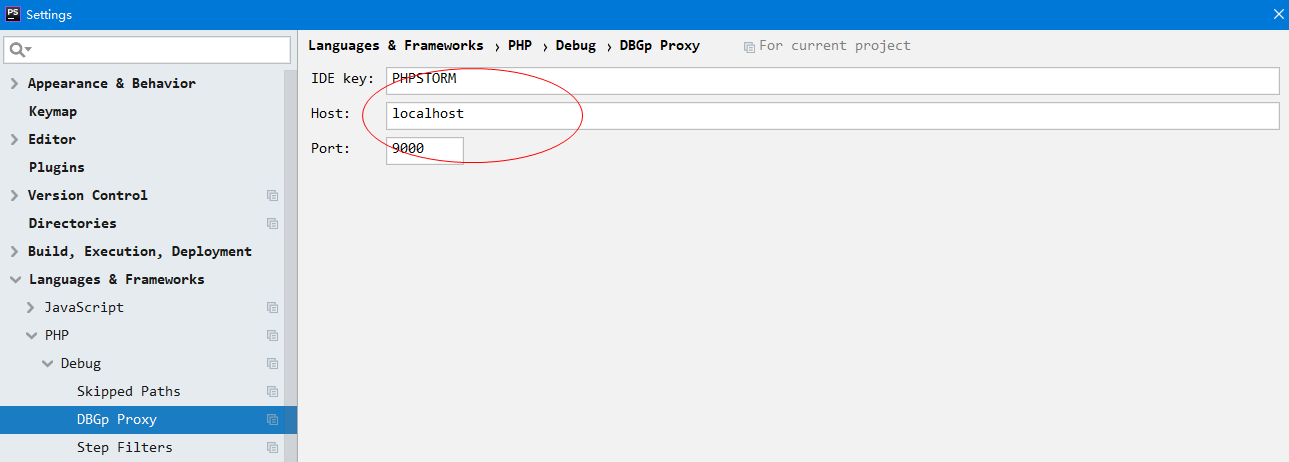 PS Settings
Languages & Frameworks › PHP › Debug › DBGp Proxy For current project
IDE key: PHPSTORM
Host: localhost
Port: 9000
Appearance & Behavior
Keymap
Editor
Plugins
Version Control
Directories
Build, Execution, Deployment
Languages & Frameworks
JavaScript
PHP
Debug
Skipped Paths
DBGp Proxy
Step Filters